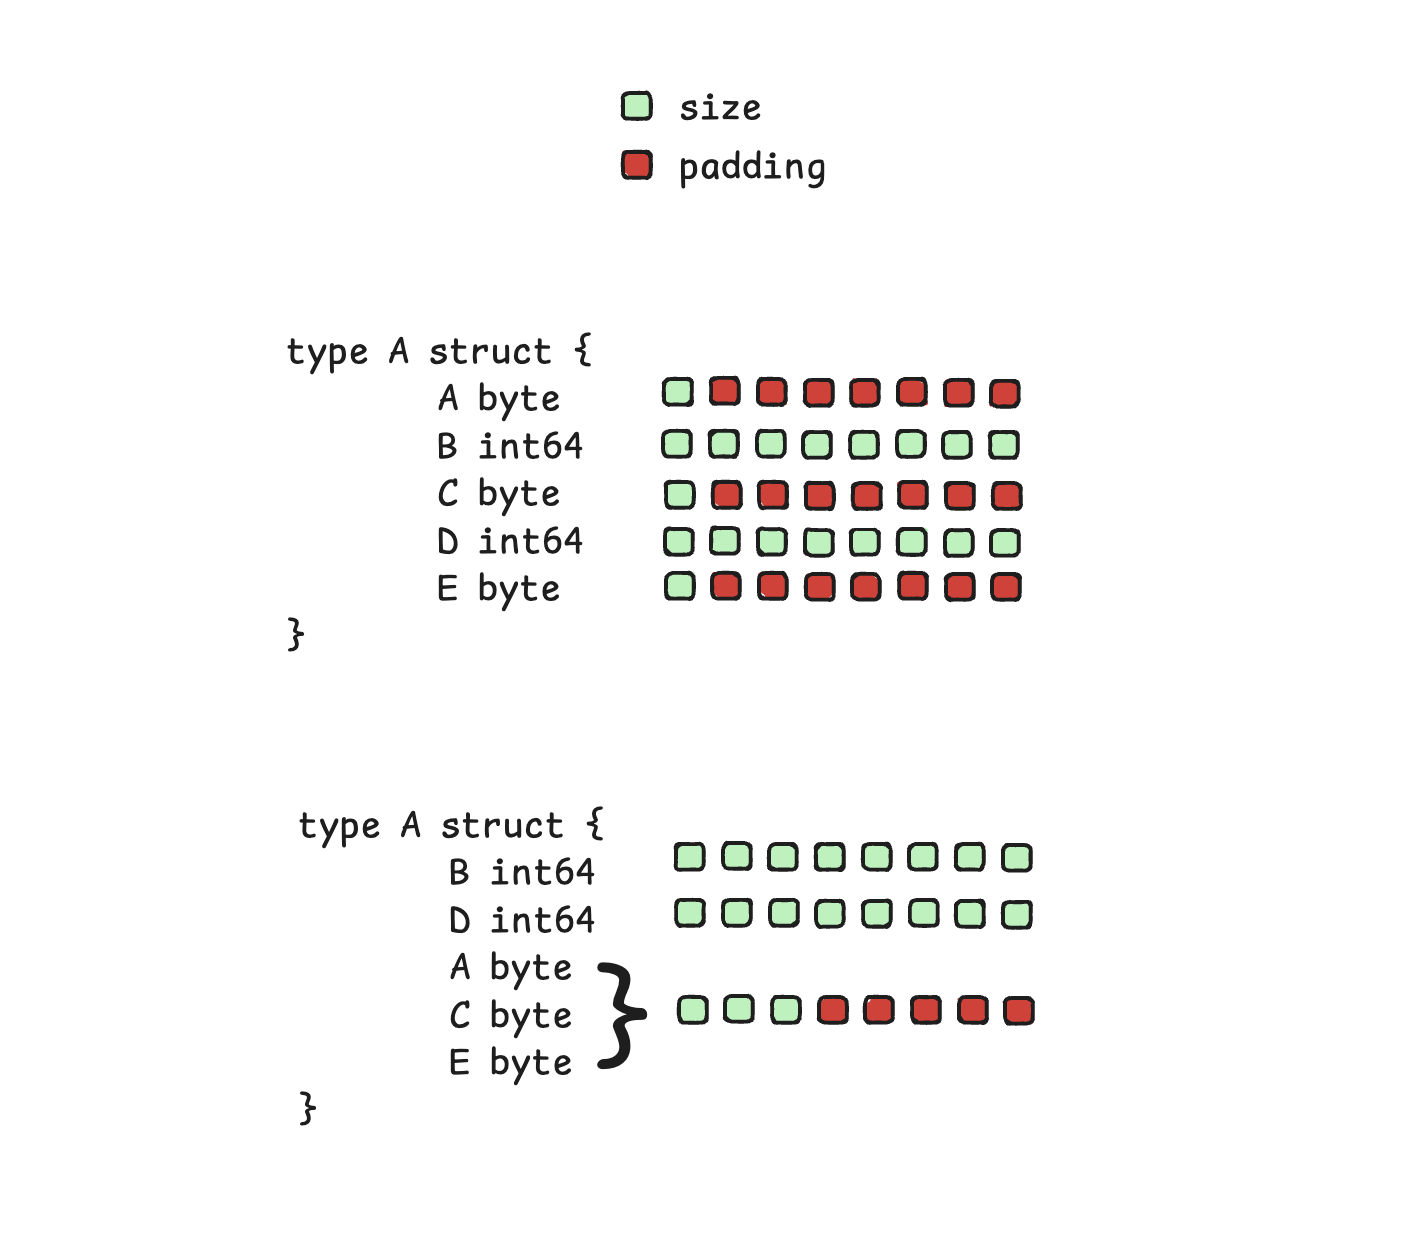 size
padding
type A struct {
A byte
B int64
C byte
D int64
E byte
}
type A struct {
B int64
D int64
A byte
C byte
E byte
}